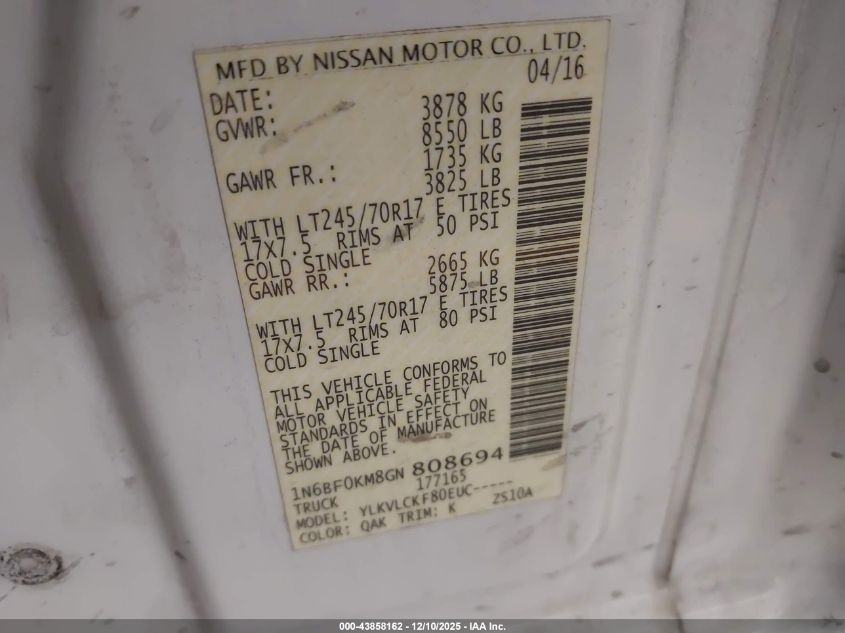 MFD BY NISSAN MOTOR CO., LTD.
DATE: 04/16
GVWR: 3878 KG
8550 LB
GAWR FR.: 1735 KG
3825 LB
WITH LT245/70R17 E TIRES
17X7.5 RIMS AT 50 PSI
COLD SINGLE
GAWR RR.: 2665 KG
5875 LB
WITH LT245/70R17 E TIRES
17X7.5 RIMS AT 80 PSI
COLD SINGLE
THIS VEHICLE CONFORMS TO
ALL APPLICABLE FEDERAL
MOTOR VEHICLE SAFETY
STANDARDS IN EFFECT ON
THE DATE OF MANUFACTURE
SHOWN ABOVE.
1N6BF0KM8GN 808694
TRUCK 177165
MODEL: YLKVLCKF80EUC-----
COLOR: QAK TRIM: K ZS10A
000-43858162 - 12/10/2025 - IAA Inc.